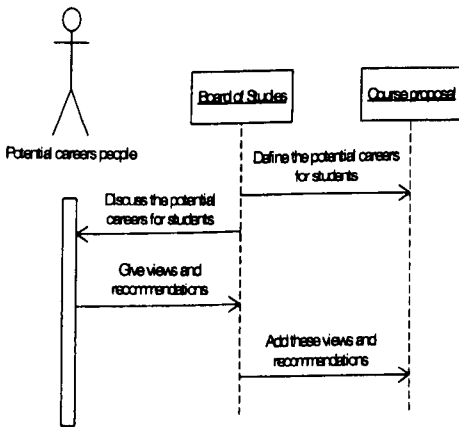 Board of Studies
Course proposal
Potential careers people
Define the potential careers
for students
Discuss the potential
careers for students
Give views and
recommendations
Add these views and
recommendations